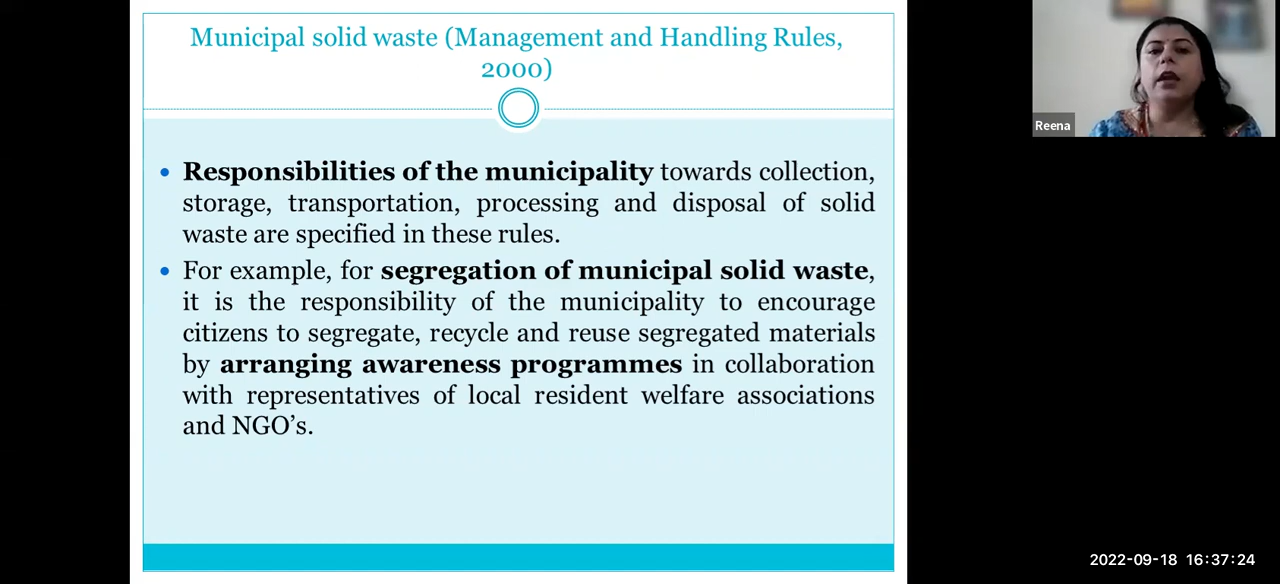 Municipal solid waste (Management and Handling Rules,
2000)
• Responsibilities of the municipality towards collection,
storage, transportation, processing and disposal of solid
waste are specified in these rules.
• For example, for segregation of municipal solid waste,
it is the responsibility of the municipality to encourage
citizens to segregate, recycle and reuse segregated materials
by arranging awareness programmes in collaboration
with representatives of local resident welfare associations
and NGO’s.
Reena
2022-09-18 16:37:24